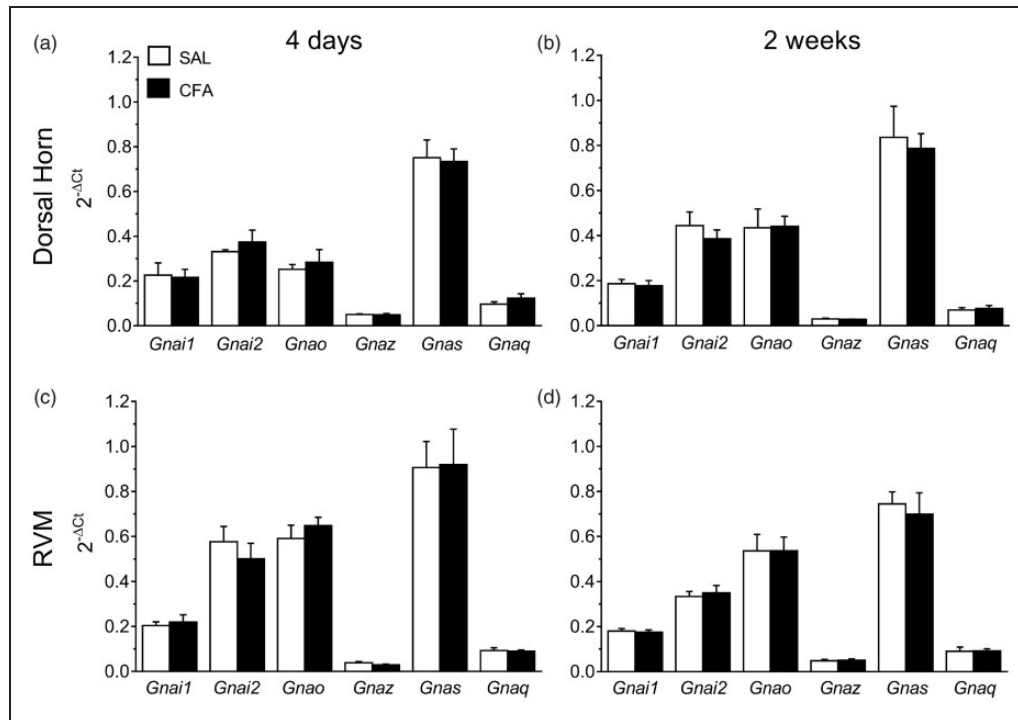 (a) 4 days (b) 2 weeks
SAL
CFA
Dorsal Horn
2-ΔCt
1.2
1.0
0.8
0.6
0.4
0.2
0.0
Gnai1 Gnai2 Gnao Gnaz Gnas Gnaq
1.2
1.0
0.8
0.6
0.4
0.2
0.0
Gnai1 Gnai2 Gnao Gnaz Gnas Gnaq
(c) (d)
RVM
2-ΔCt
1.2
1.0
0.8
0.6
0.4
0.2
0.0
Gnai1 Gnai2 Gnao Gnaz Gnas Gnaq
1.2
1.0
0.8
0.6
0.4
0.2
0.0
Gnai1 Gnai2 Gnao Gnaz Gnas Gnaq